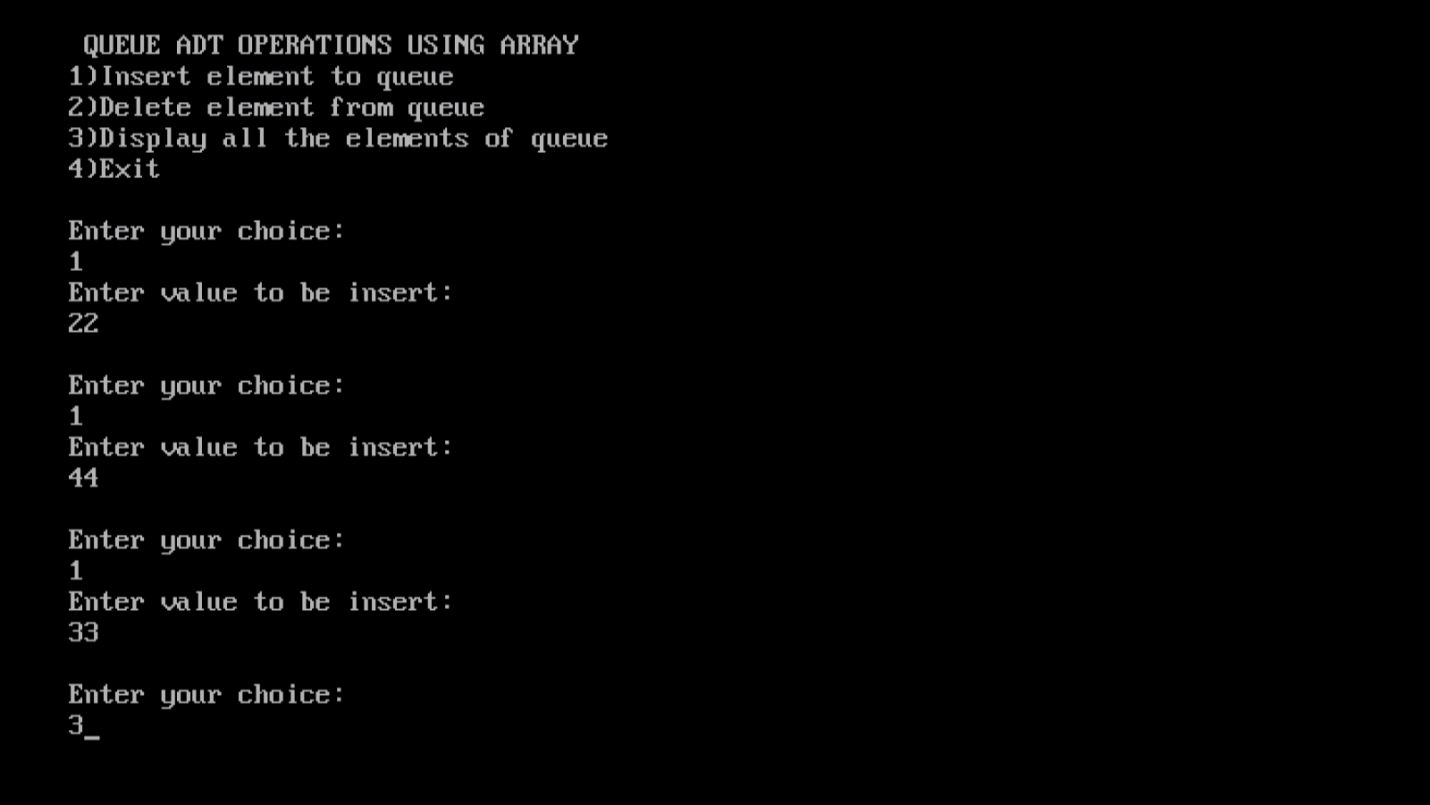 QUEUE ADT OPERATIONS USING ARRAY
1)Insert element to queue
2)Delete element from queue
3)Display all the elements of queue
4)Exit
Enter your choice:
1
Enter value to be insert:
22
Enter your choice:
1
Enter value to be insert:
44
Enter your choice:
1
Enter value to be insert:
33
Enter your choice:
3_